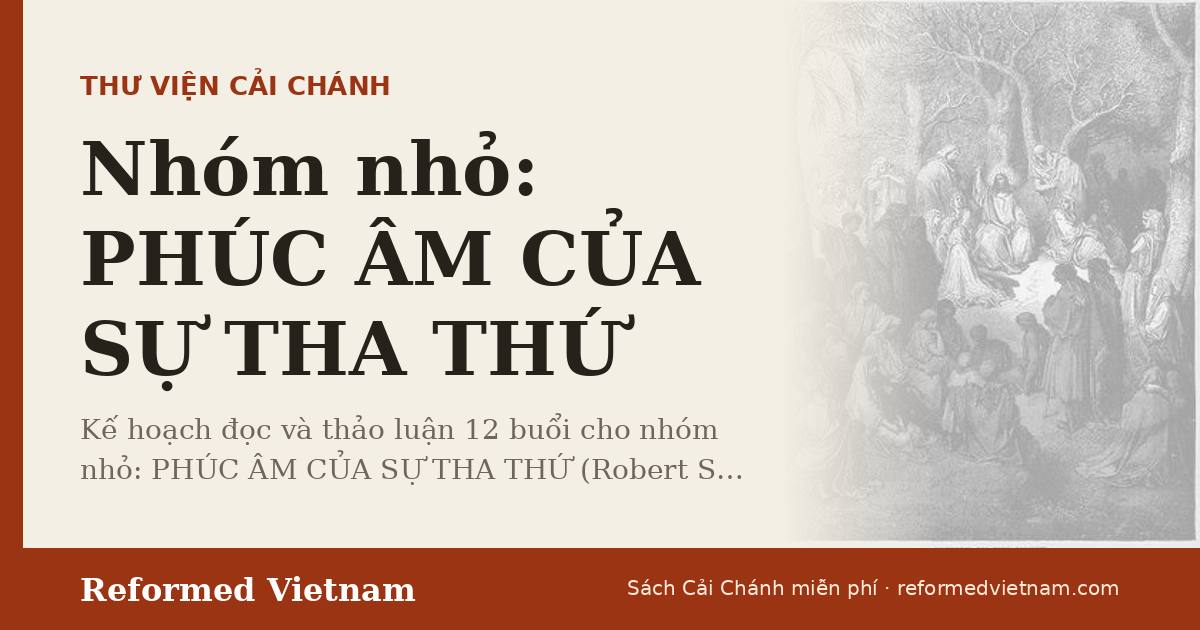 THƯ VIỆN CẢI CHÁNH
Nhóm nhỏ:
PHÚC ÂM CỦA
SỰ THA THỨ
Kế hoạch đọc và thảo luận 12 buổi cho nhóm
nhỏ: PHÚC ÂM CỦA SỰ THA THỨ (Robert S...
Reformed Vietnam
Sách Cải Chánh miễn phí · reformedvietnam.com